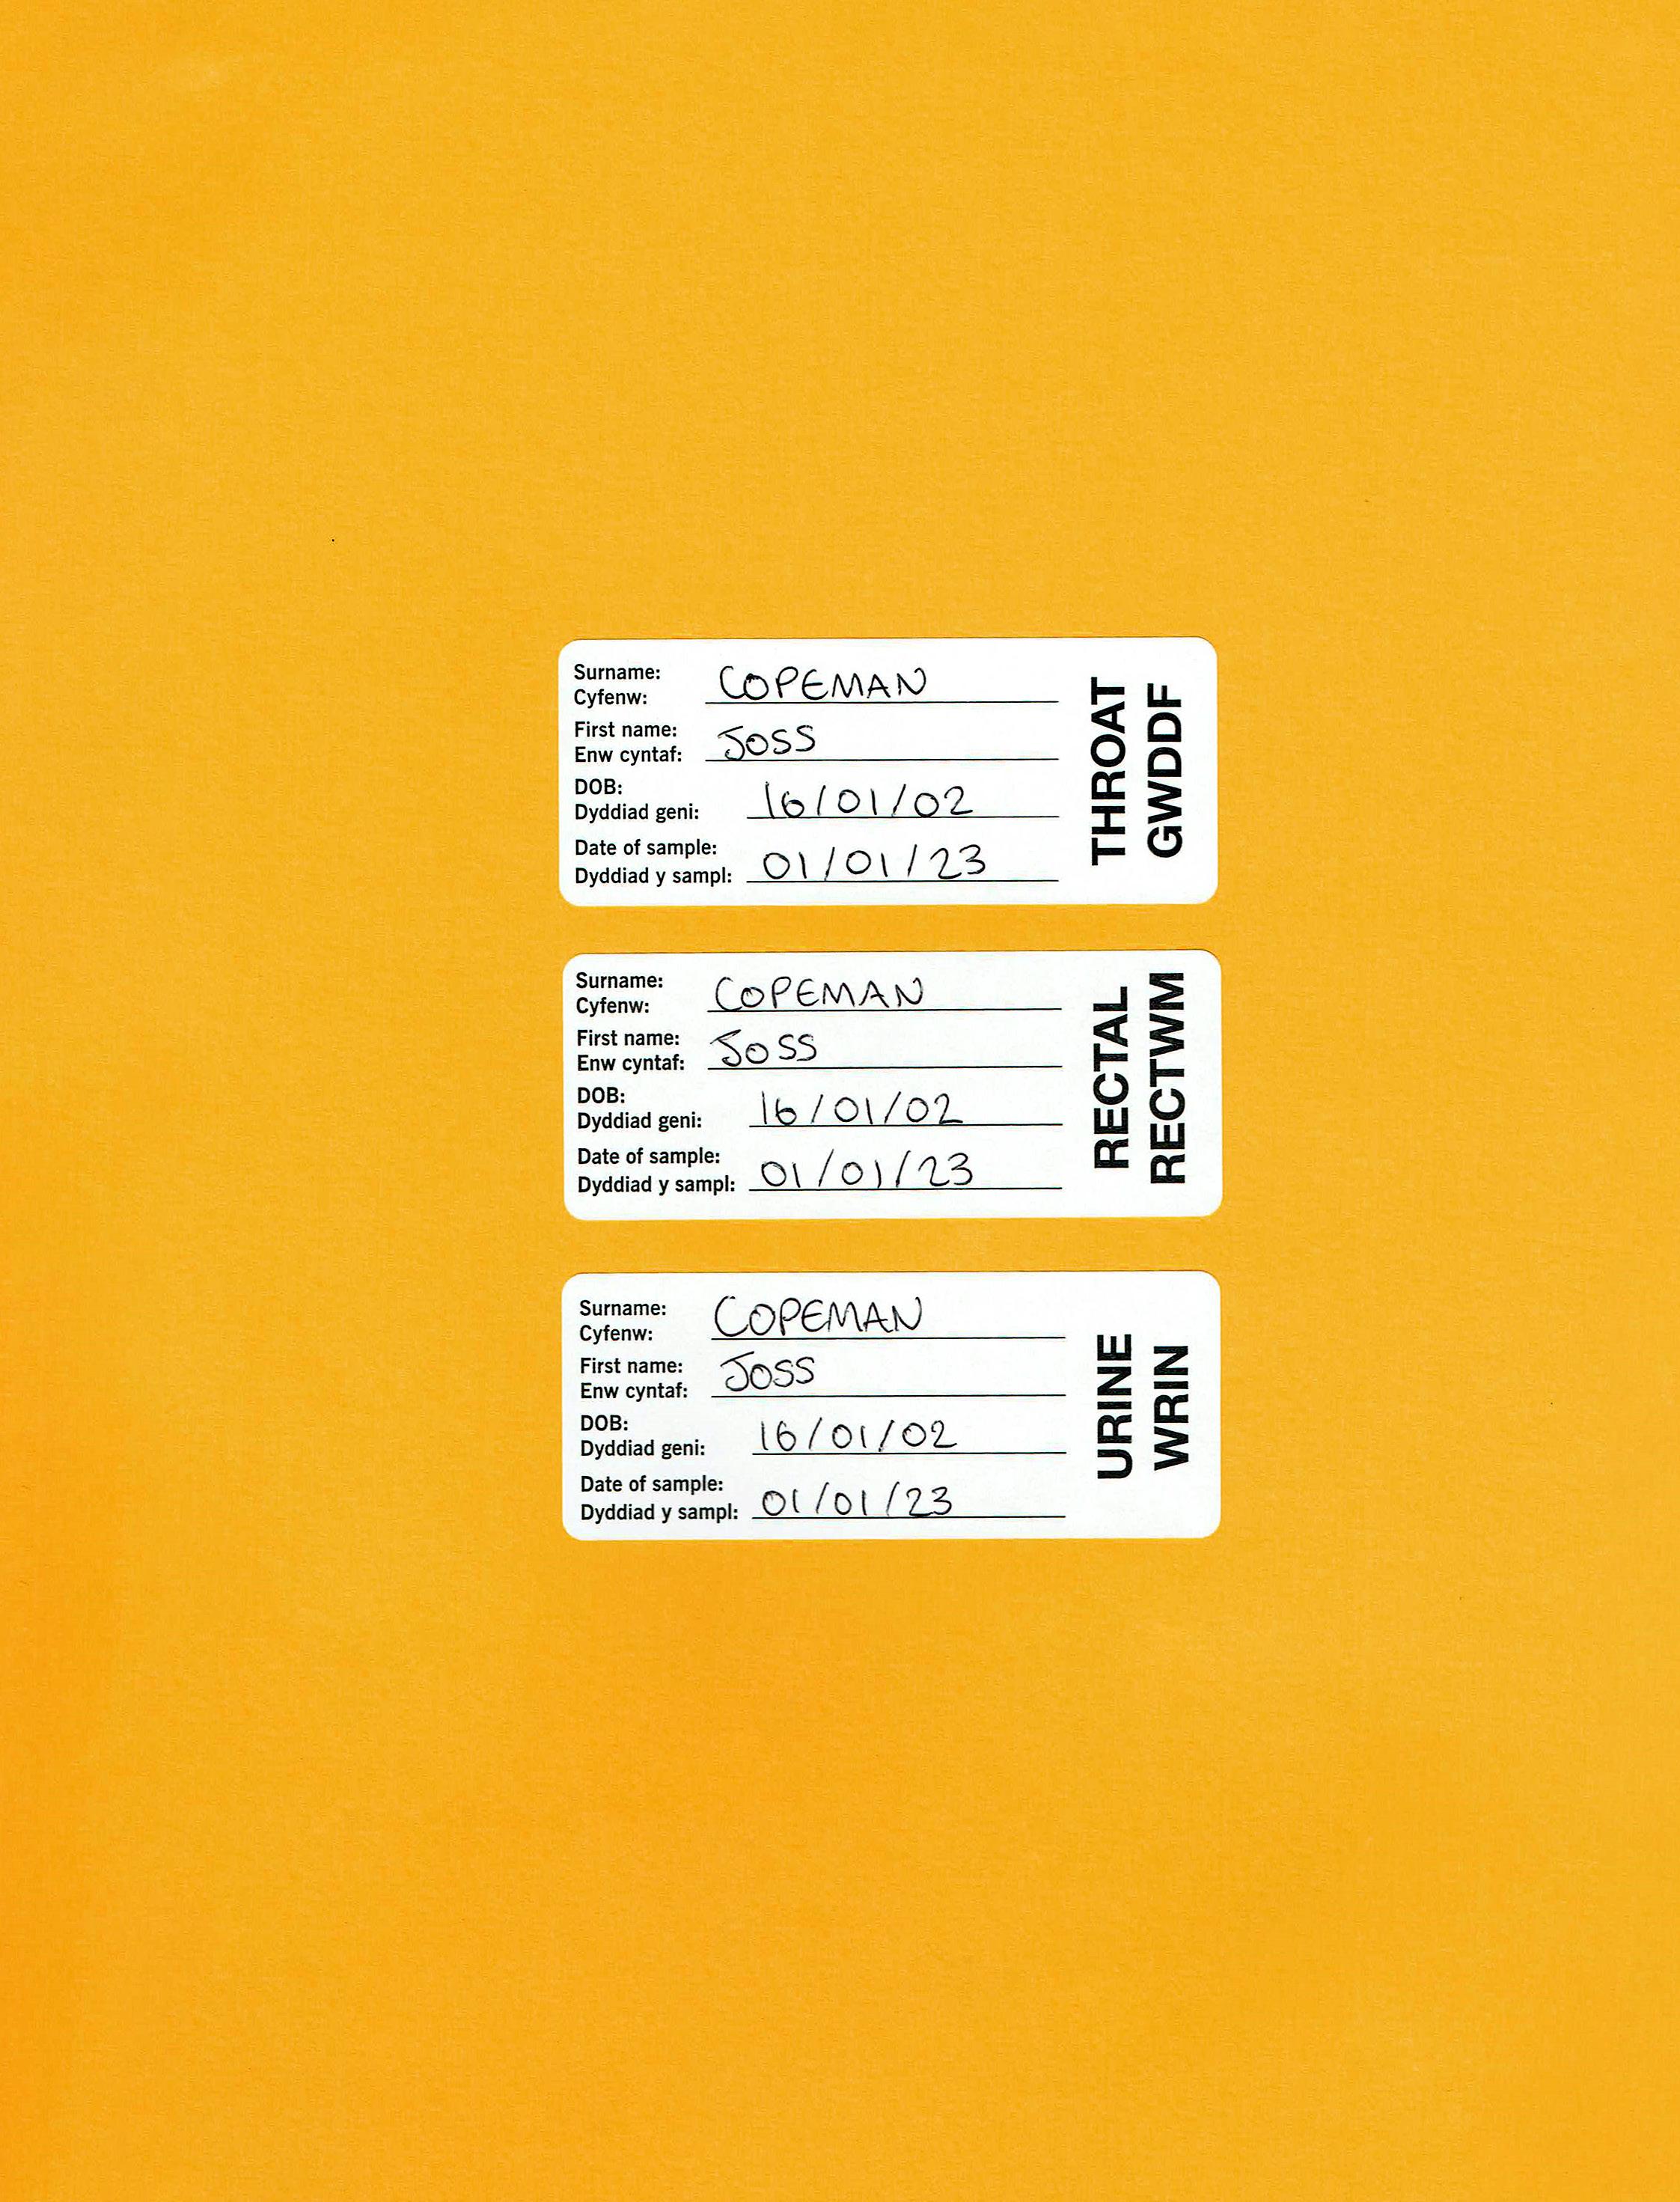 Surname:
Cyfenw: COPEMAN
First name:
Enw cyntaf: JOSS
DOB:
Dyddiad geni: 16/01/02
Date of sample:
Dyddiad y sampl: 01/01/23
THROAT
GWDDF
Surname:
Cyfenw: COPEMAN
First name:
Enw cyntaf: JOSS
DOB:
Dyddiad geni: 16/01/02
Date of sample:
Dyddiad y sampl: 01/01/23
RECTAL
RECTWM
Surname:
Cyfenw: COPEMAN
First name:
Enw cyntaf: JOSS
DOB:
Dyddiad geni: 16/01/02
Date of sample:
Dyddiad y sampl: 01/01/23
URINE
WRIN